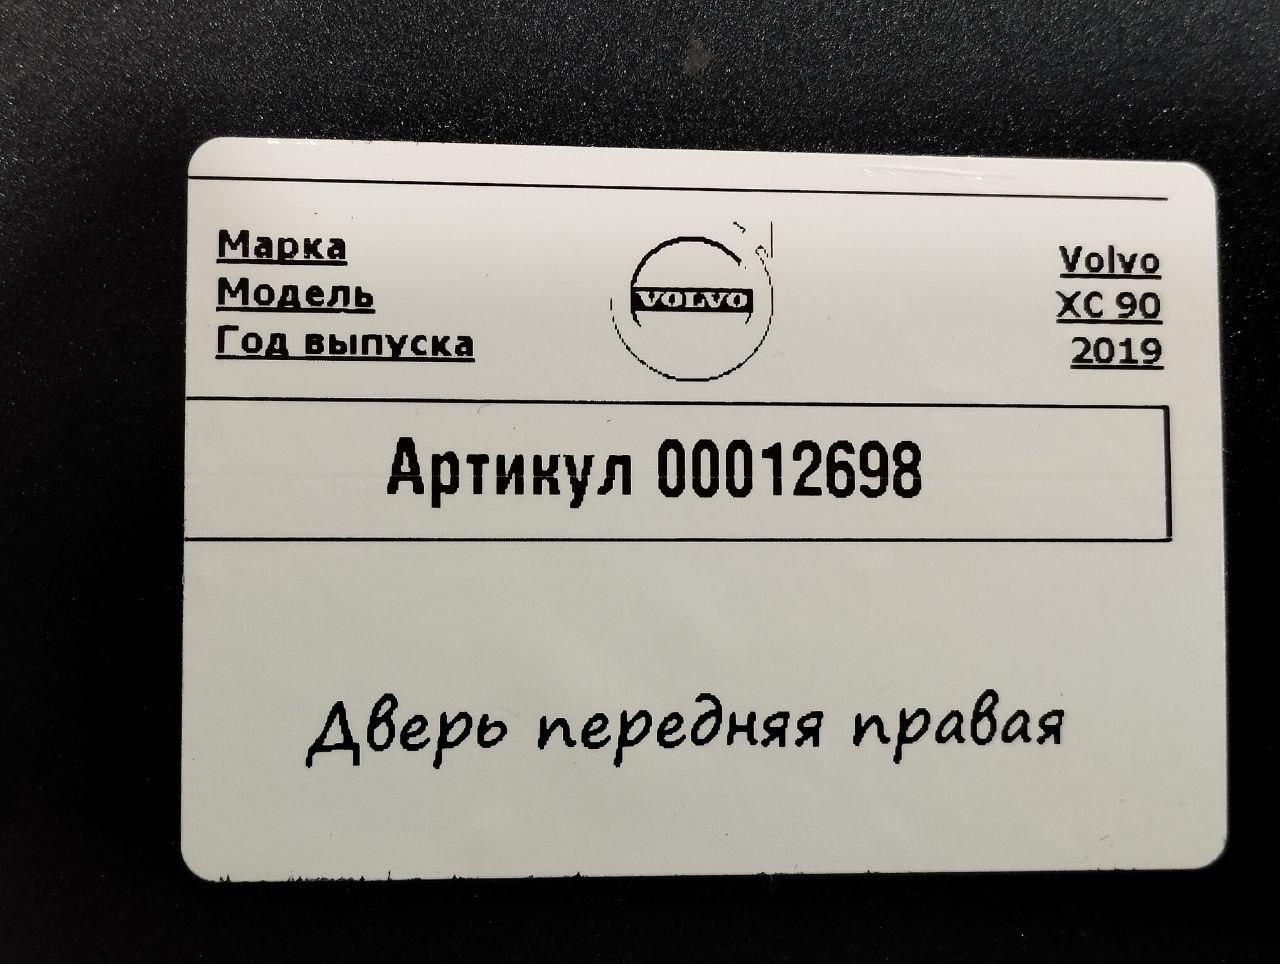 Марка Volvo
Модель XC 90
Год выпуска 2019
VOLVO
Артикул 00012698
Дверь передняя правая